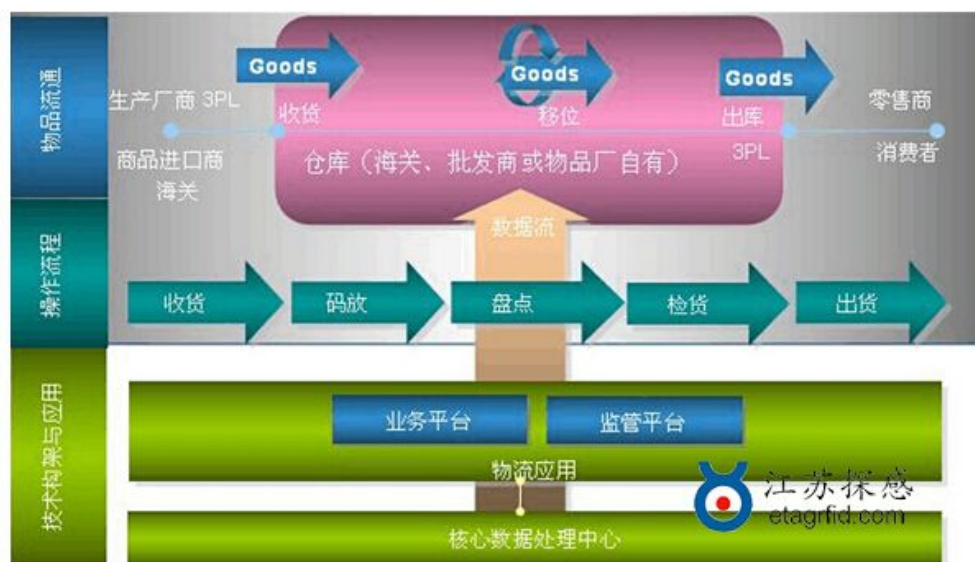 物品流通
Goods
Goods
Goods
生产厂商 3PL
收货
移位
出库
零售商
商品进口商
海关
仓库（海关、批发商或物品厂自有）
3PL
消费者
数据流
操作流程
收货
码放
盘点
检货
出货
技术构架与应用
业务平台
监管平台
物流应用
江苏探感
etagrfid.com
核心数据处理中心